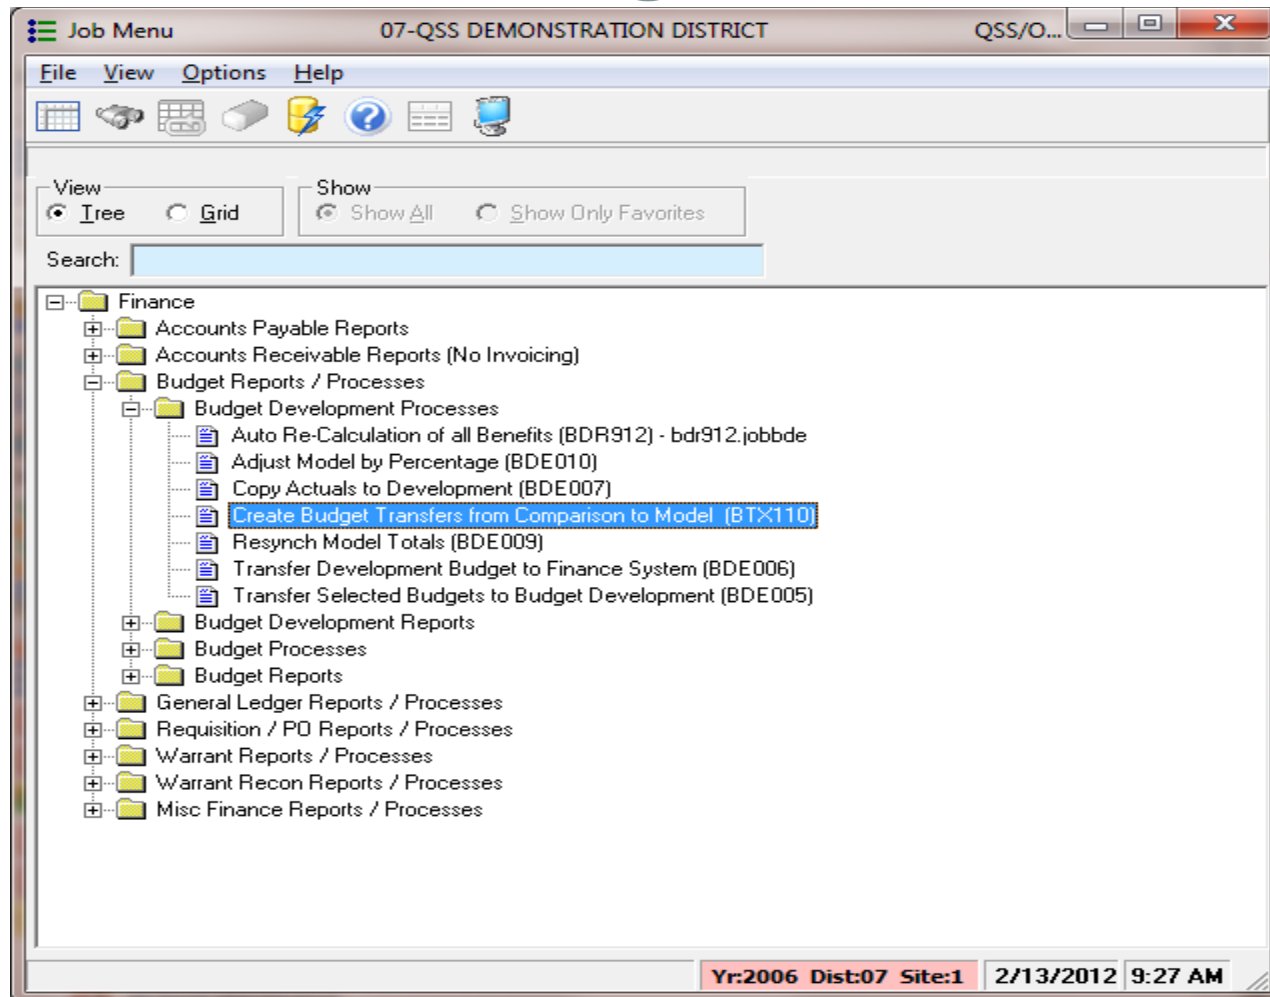 Job Menu 07-QSS DEMONSTRATION DISTRICT QSS/O...
File View Options Help
View Show
Tree Grid Show All Show Only Favorites
Search:
Finance
Accounts Payable Reports
Accounts Receivable Reports (No Invoicing)
Budget Reports / Processes
Budget Development Processes
Auto Re-Calculation of all Benefits (BDR912) - bdr912.jobbde
Adjust Model by Percentage (BDE010)
Copy Actuals to Development (BDE007)
Create Budget Transfers from Comparison to Model (BTX110)
Resynch Model Totals (BDE009)
Transfer Development Budget to Finance System (BDE006)
Transfer Selected Budgets to Budget Development (BDE005)
Budget Development Reports
Budget Processes
Budget Reports
General Ledger Reports / Processes
Requisition / PO Reports / Processes
Warrant Reports / Processes
Warrant Recon Reports / Processes
Misc Finance Reports / Processes
Yr:2006 Dist:07 Site:1 2/13/2012 9:27 AM